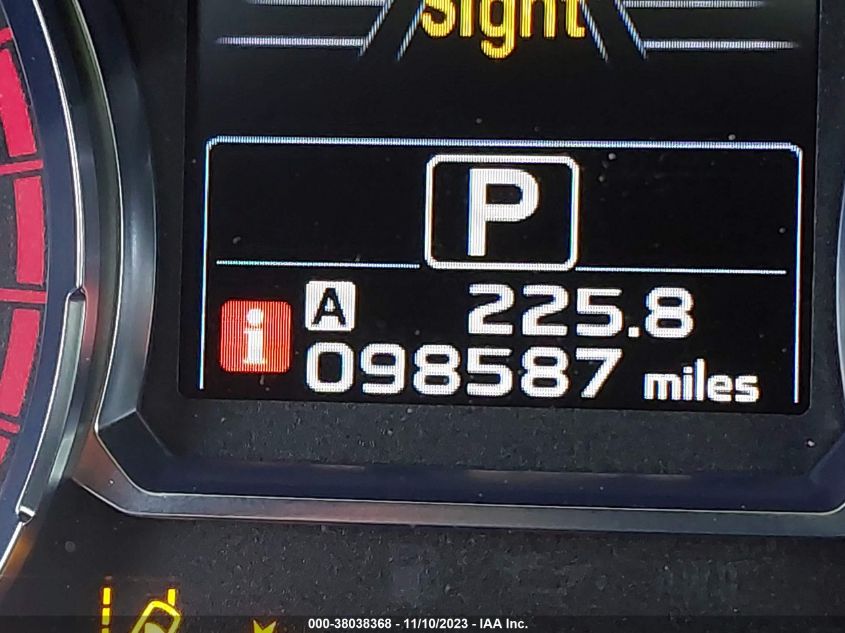 Sight
P
i A 225.8
098587 miles
000-38038368 - 11/10/2023 - IAA Inc.